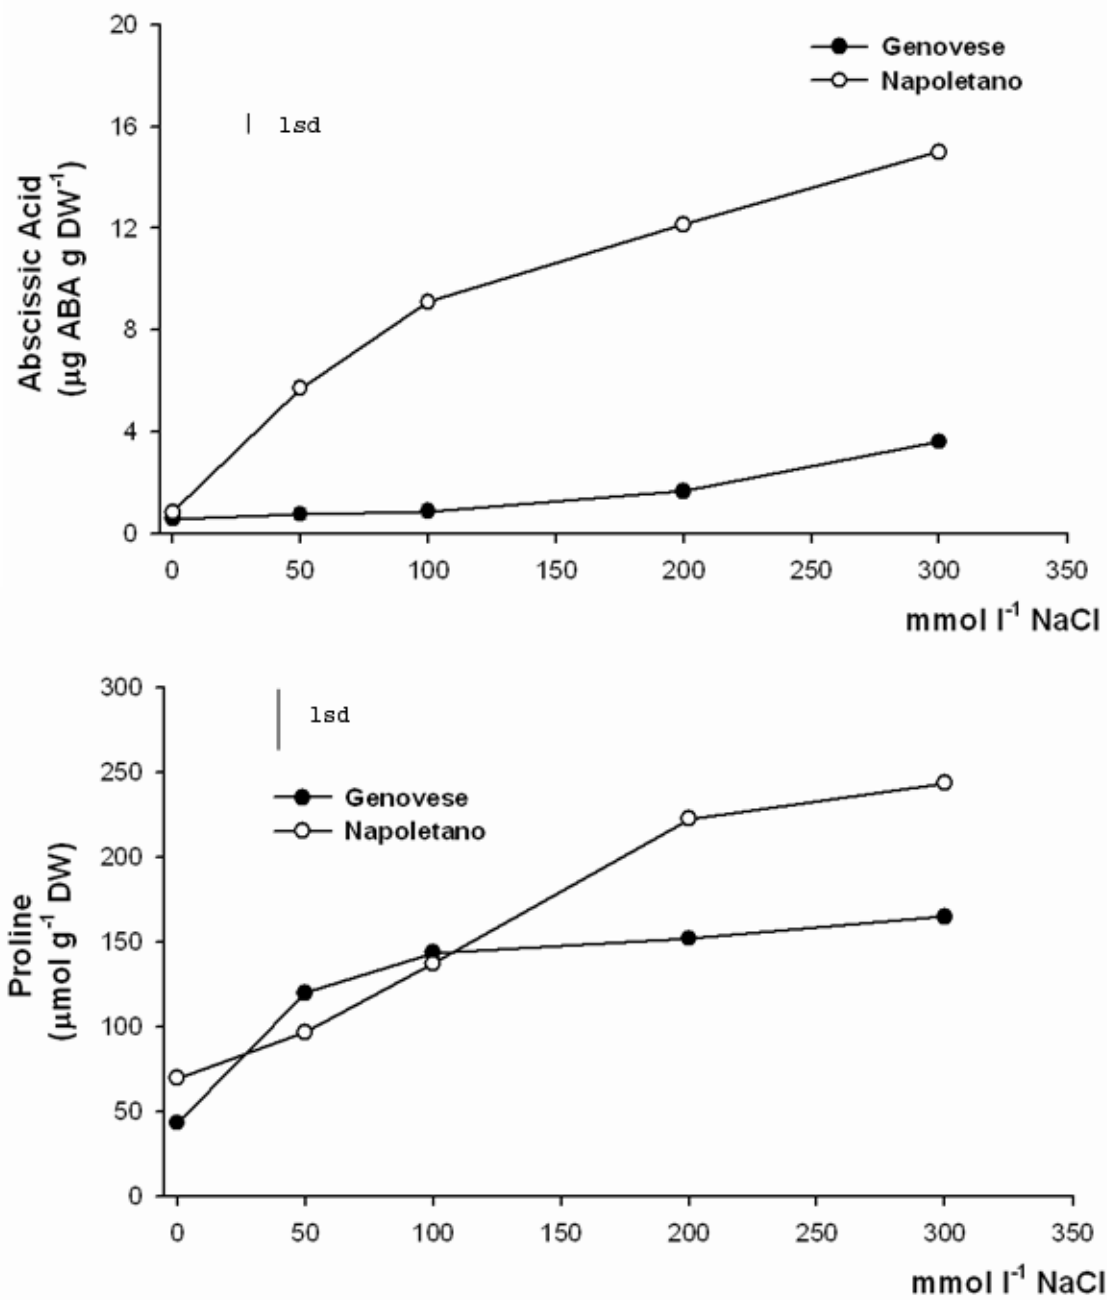 20
Genovese
Napoletano
lsd
16
12
8
4
0
Abscissic Acid
(µg ABA g DW⁻¹)
0 50 100 150 200 250 300 350
mmol l⁻¹ NaCl
300
lsd
250
Genovese
Napoletano
200
150
100
50
0
Proline
(µmol g⁻¹ DW)
0 50 100 150 200 250 300 350
mmol l⁻¹ NaCl